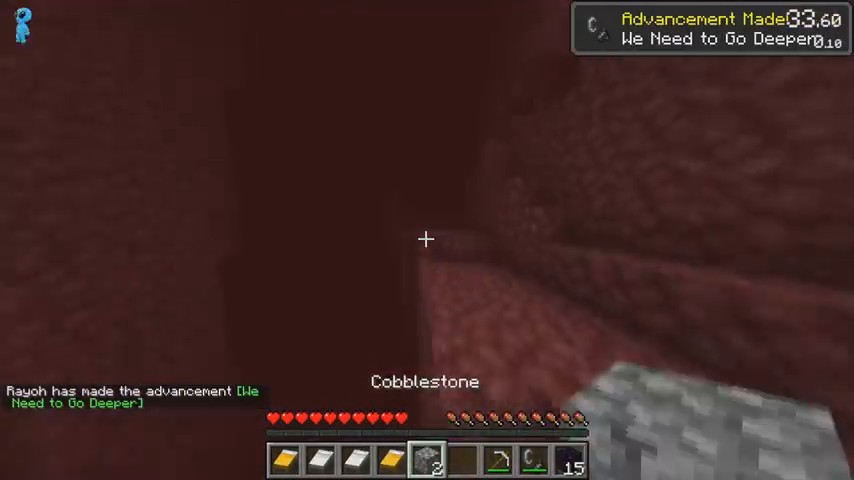 Advancement Made
33.60
We Need to Go Deeper
0.10
Cobblestone
Rayoh has made the advancement [We
Need to Go Deeper]
2
15